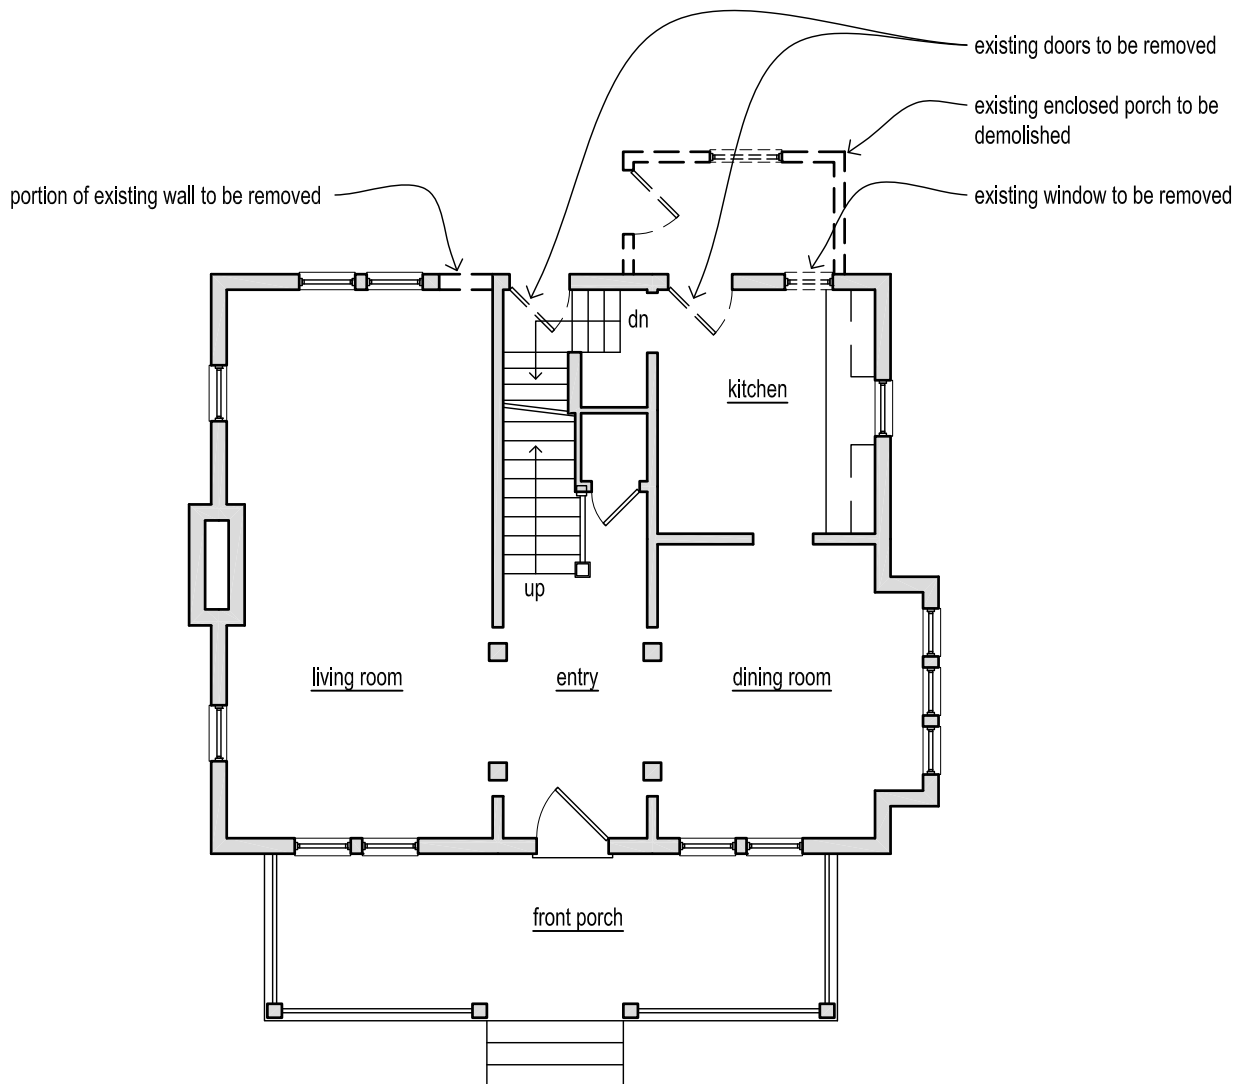 existing doors to be removed
existing enclosed porch to be
demolished
portion of existing wall to be removed
existing window to be removed
dn
kitchen
up
living room
entry
dining room
front porch